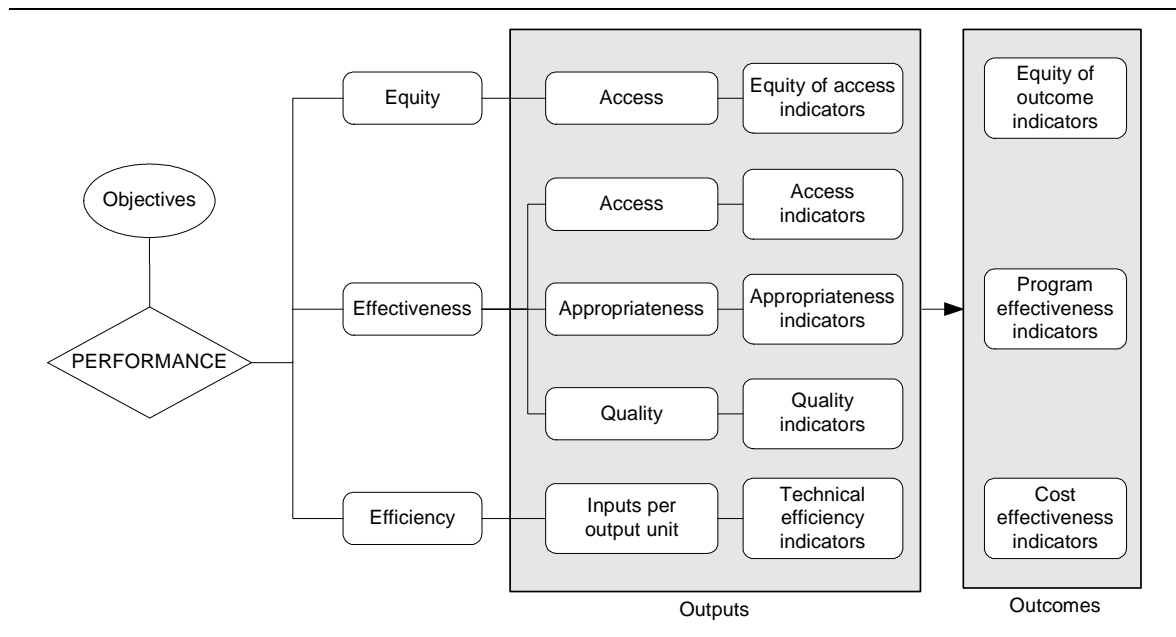 Objectives
PERFORMANCE
Equity
Effectiveness
Efficiency
Access
Equity of access
indicators
Access
Access
indicators
Appropriateness
Appropriateness
indicators
Quality
Quality
indicators
Inputs per
output unit
Technical
efficiency
indicators
Outputs
Equity of
outcome
indicators
Program
effectiveness
indicators
Cost
effectiveness
indicators
Outcomes